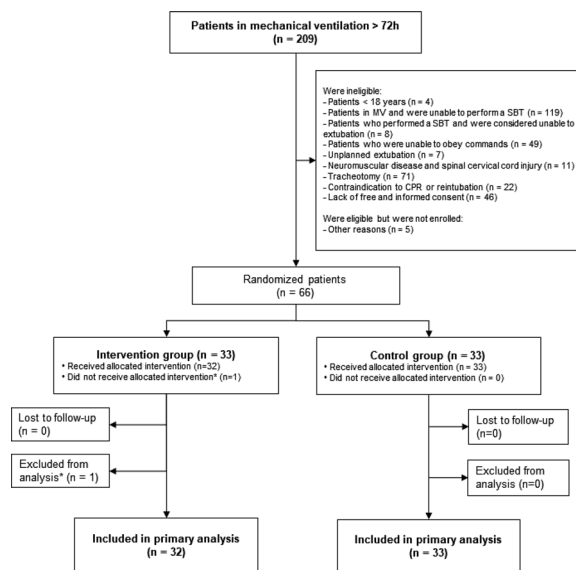 Patients in mechanical ventilation > 72h
(n = 209)
Were ineligible:
- Patients < 18 years (n = 4)
- Patients in MV and were unable to perform a SBT (n = 119)
- Patients who performed a SBT and were considered unable to
extubation (n = 8)
- Patients who were unable to obey commands (n = 49)
- Unplanned extubation (n = 7)
- Neuromuscular disease and spinal cervical cord injury (n = 11)
- Tracheotomy (n = 71)
- Contraindication to CPR or reintubation (n = 22)
- Lack of free and informed consent (n = 46)
Were eligible but were not enrolled:
- Other reasons (n = 5)
Randomized patients
(n = 66)
Intervention group (n = 33)
• Received allocated intervention (n=32)
• Did not receive allocated intervention* (n=1)
Control group (n = 33)
• Received allocated intervention (n = 33)
• Did not receive allocated intervention (n = 0)
Lost to follow-up
(n = 0)
Lost to follow-up
(n=0)
Excluded from
analysis* (n = 1)
Excluded from
analysis (n=0)
Included in primary analysis
(n = 32)
Included in primary analysis
(n = 33)